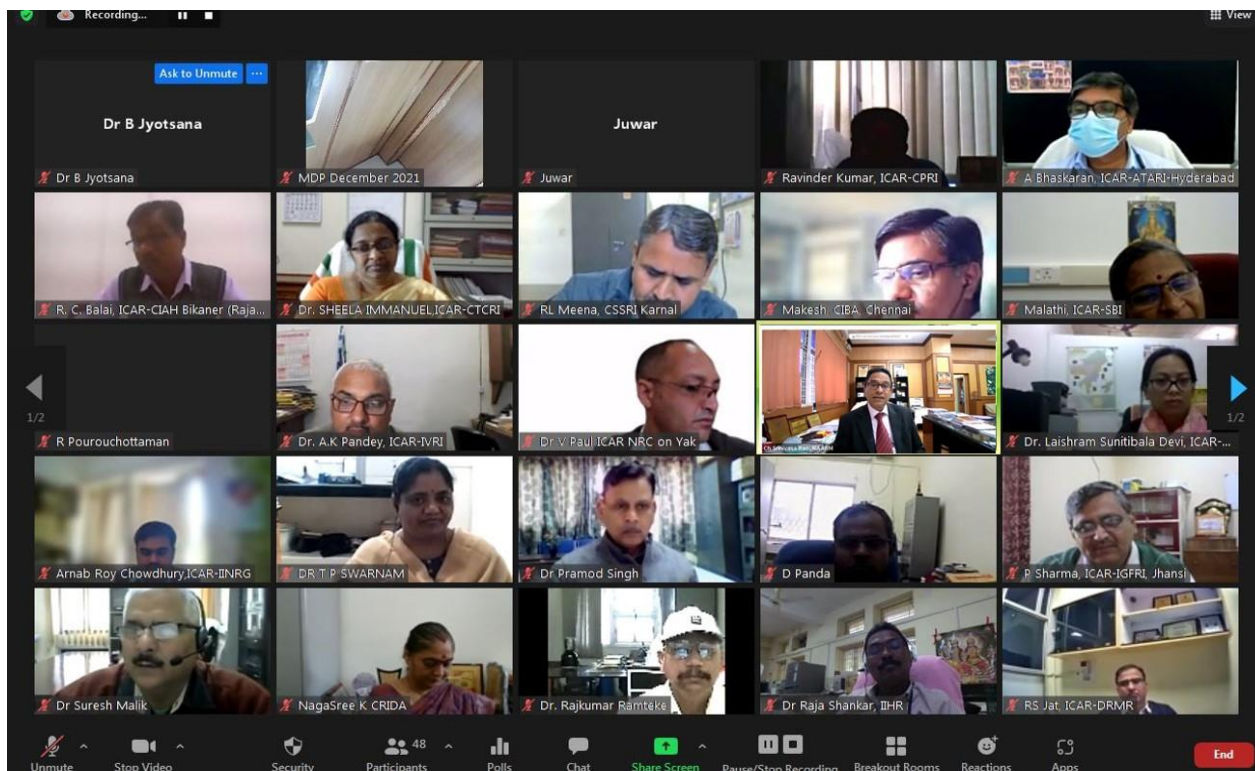 Recording...
View
Ask to Unmute ...
Dr B Jyotsana
Dr B Jyotsana
MDP December 2021
Juwar
Juwar
Ravinder Kumar, ICAR-CPRI
A Bhaskaran, ICAR-ATARI-Hyderabad
R. C. Balai, ICAR-CIAH Bikaner (Raja...
Dr. SHEELA IMMANUEL,ICAR-CTCRI
RL Meena, CSSRI Karnal
Makesh, CIBA, Chennai
Malathi, ICAR-SBI
1/2
R Pourouchottaman
Dr. A.K Pandey, ICAR-IVRI
Dr V Paul ICAR NRC on Yak
Dr. Laishram Sunitibala Devi, ICAR-...
1/2
Arnab Roy Chowdhury,ICAR-IINRG
DR T P SWARNAM
Dr Pramod Singh
D Panda
P Sharma, ICAR-IGFRI, Jhansi
Dr Suresh Malik
NagaSree K CRIDA
Dr. Rajkumar Ramteke
Dr Raja Shankar, IIHR
RS Jat, ICAR-DRMR
48
Unmute
Stop Video
Security
Participants
Polls
Chat
Share Screen
Pause/Stop Recording
Breakout Rooms
Reactions
Apps
End